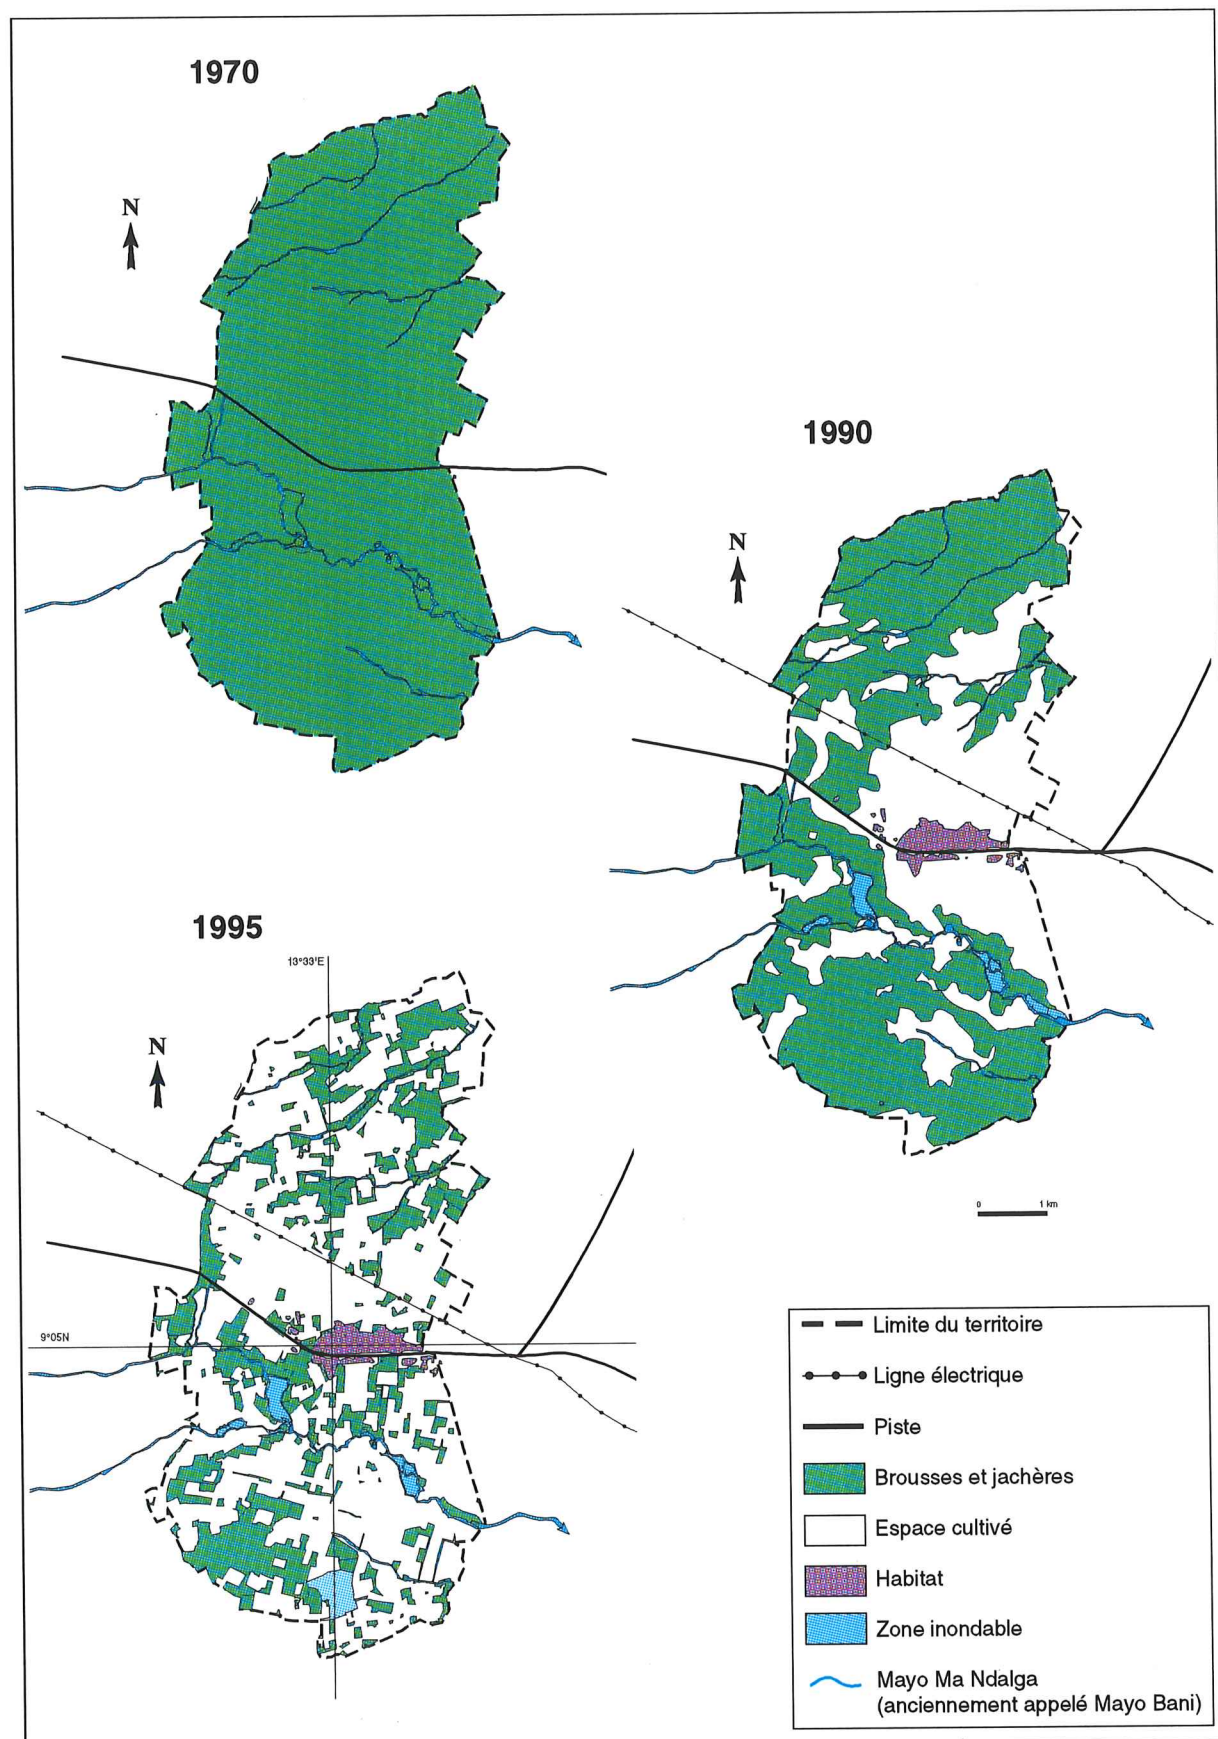 1970
N
1990
N
1995
13°33'E
N
9°05N
0 1 km
Limite du territoire
Ligne électrique
Piste
Brousses et jachères
Espace cultivé
Habitat
Zone inondable
Mayo Ma Ndalga
(anciennement appelé Mayo Bani)